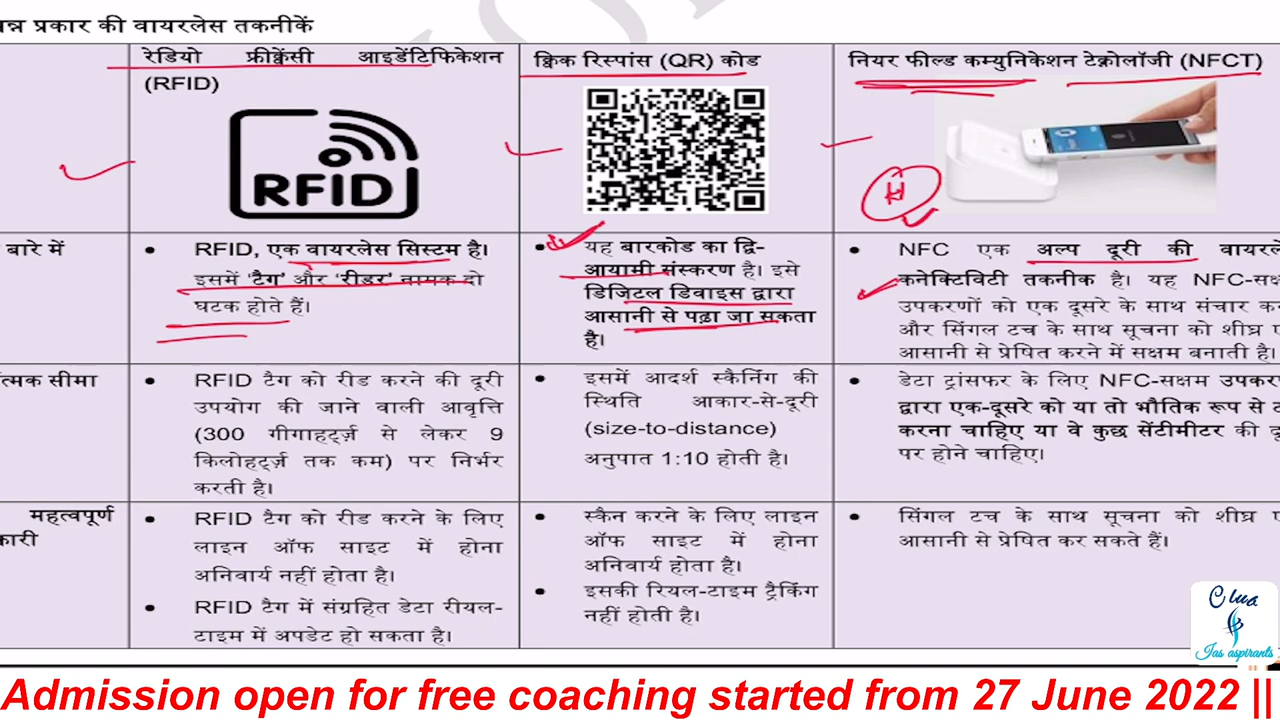 न्न प्रकार की वायरलेस तकनीकें
रेडियो फ्रीक्वेंसी आइडेंटिफिकेशन
(RFID)
RFID
क्विक रिस्पांस (QR) कोड
नियर फील्ड कम्युनिकेशन टेक्नोलॉजी (NFCT)
बारे में
• RFID, एक वायरलेस सिस्टम है।
इसमें 'टैग' और 'रीडर' नामक दो
घटक होते हैं।
• यह बारकोड का द्वि-
आयामी संस्करण है। इसे
डिजिटल डिवाइस द्वारा
आसानी से पढ़ा जा सकता
है।
• NFC एक अल्प दूरी की वायरले
कनेक्टिविटी तकनीक है। यह NFC-सक्ष
उपकरणों को एक दूसरे के साथ संचार कर
और सिंगल टच के साथ सूचना को शीघ्र ए
आसानी से प्रेषित करने में सक्षम बनाती है।
त्मक सीमा
• RFID टैग को रीड करने की दूरी
उपयोग की जाने वाली आवृत्ति
(300 गीगाहर्ट्ज़ से लेकर 9
किलोहर्ट्ज़ तक कम) पर निर्भर
करती है।
• इसमें आदर्श स्कैनिंग की
स्थिति आकार-से-दूरी
(size-to-distance)
अनुपात 1:10 होती है।
• डेटा ट्रांसफर के लिए NFC-सक्षम उपकर
द्वारा एक-दूसरे को या तो भौतिक रूप से ट
करना चाहिए या वे कुछ सेंटीमीटर की दू
पर होने चाहिए।
महत्वपूर्ण
कारी
• RFID टैग को रीड करने के लिए
लाइन ऑफ साइट में होना
अनिवार्य नहीं होता है।
• RFID टैग में संग्रहित डेटा रीयल-
टाइम में अपडेट हो सकता है।
• स्कैन करने के लिए लाइन
ऑफ साइट में होना
अनिवार्य होता है।
• इसकी रियल-टाइम ट्रैकिंग
नहीं होती है।
• सिंगल टच के साथ सूचना को शीघ्र ए
आसानी से प्रेषित कर सकते हैं।
Clua
Ias aspirants
Admission open for free coaching started from 27 June 2022 ||